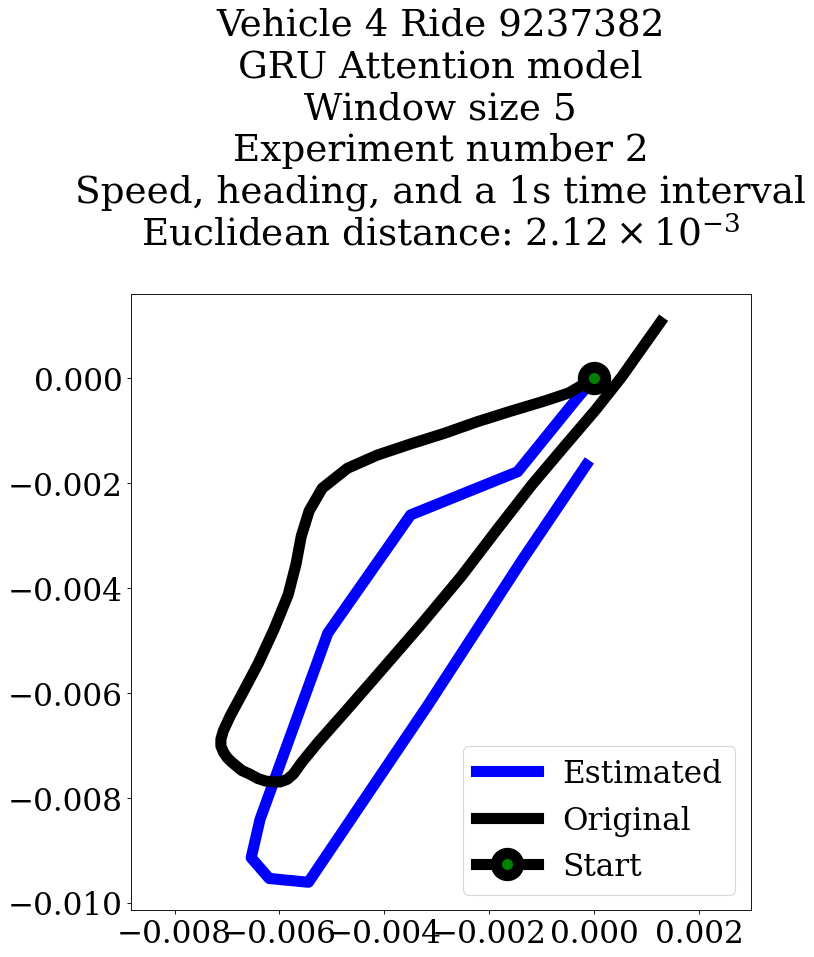 Vehicle 4 Ride 9237382
GRU Attention model
Window size 5
Experiment number 2
Speed, heading, and a 1s time interval
Euclidean distance: 2.12 × 10⁻³
0.000
−0.002
−0.004
−0.006
−0.008
−0.010
Estimated
Original
Start
−0.008 −0.006 −0.004 −0.002 0.000 0.002